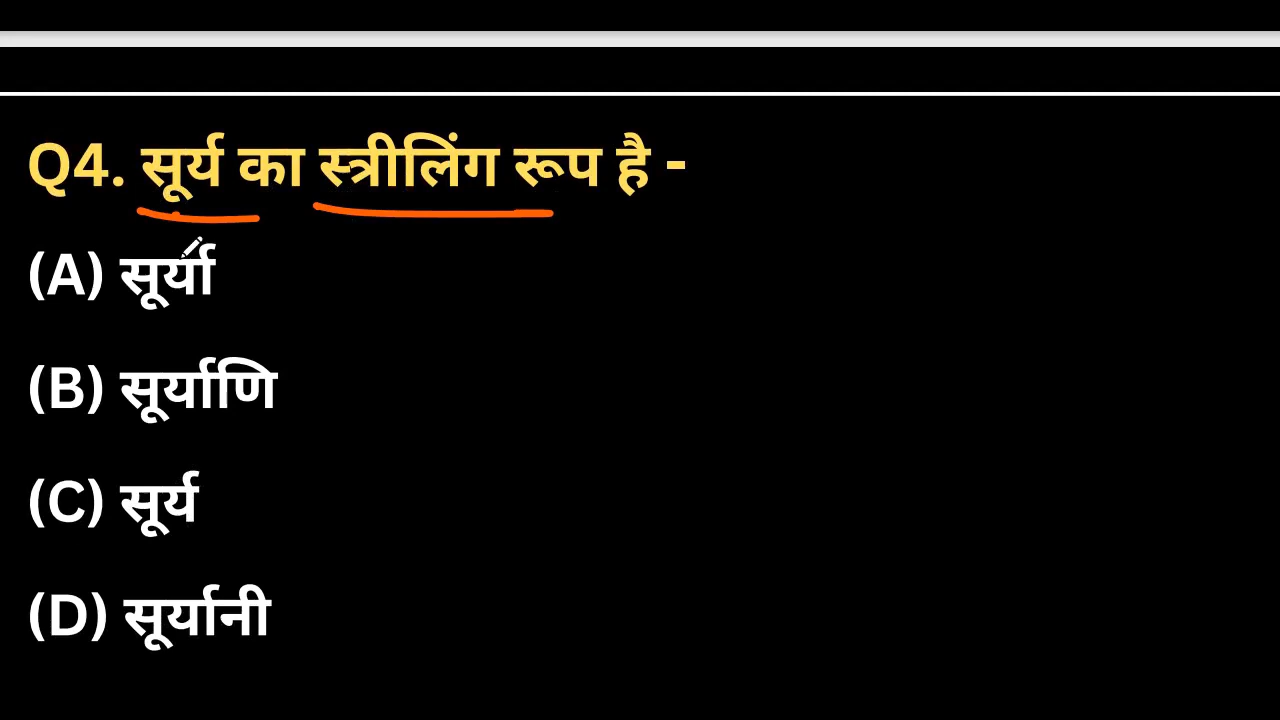 Q4. सूर्य का स्त्रीलिंग रूप है -
(A) सूर्या
(B) सूर्याणि
(C) सूर्य
(D) सूर्यानी